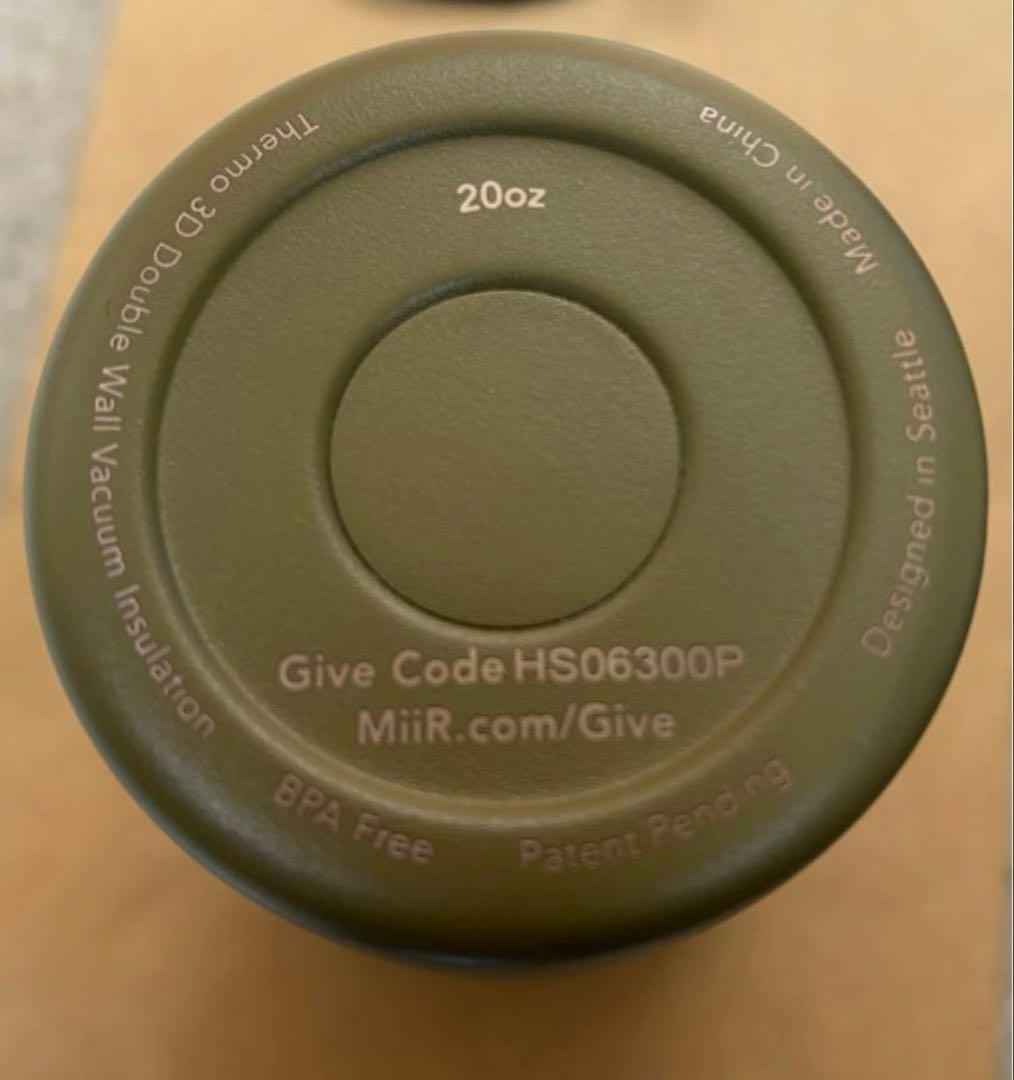 20oz
Give Code HS06300P
MiiR.com/Give
Thermo 3D Double Wall Vacuum Insulation
BPA Free
Patent Pending
Designed in Seattle
Made in China